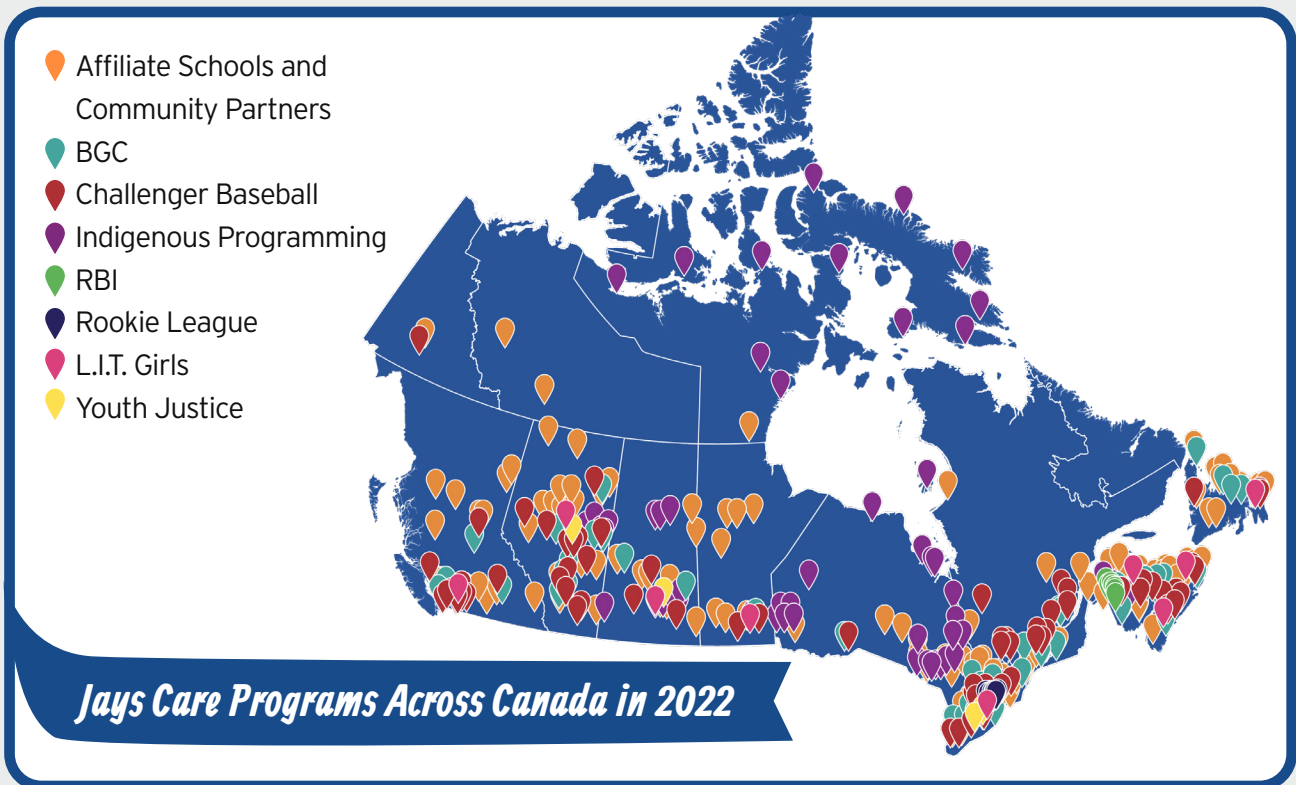 Affiliate Schools and
Community Partners
BGC
Challenger Baseball
Indigenous Programming
RBI
Rookie League
L.I.T. Girls
Youth Justice
Jays Care Programs Across Canada in 2022